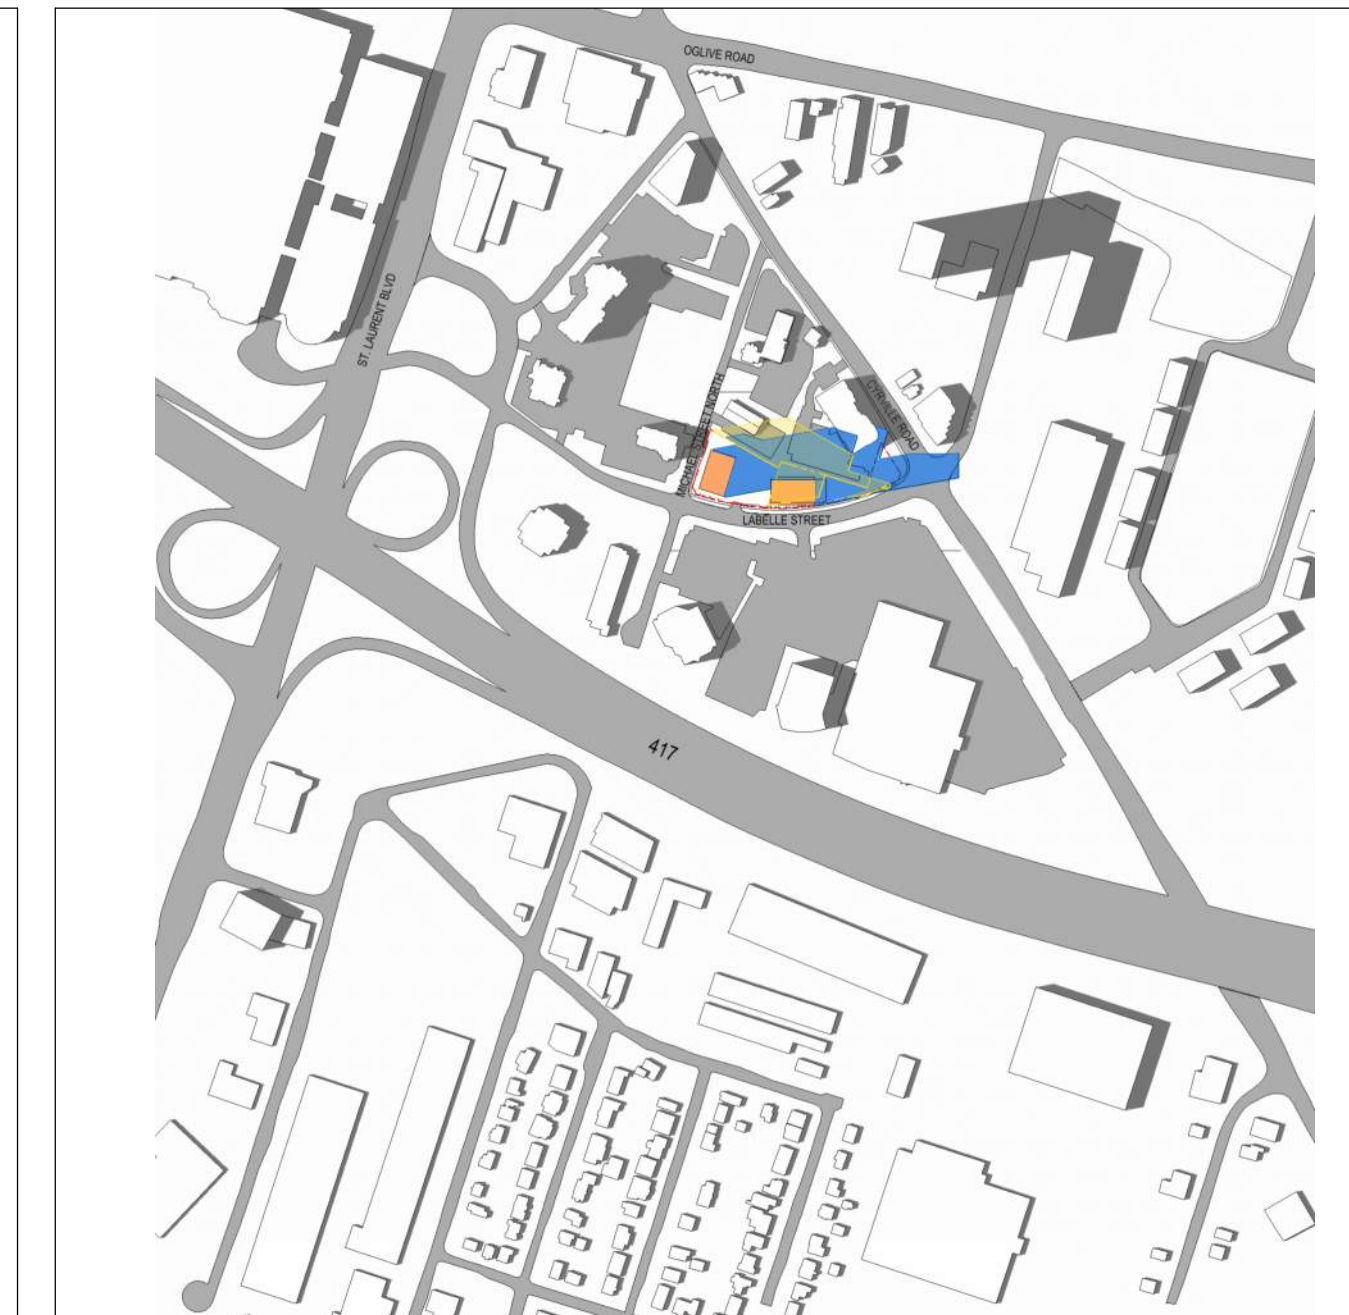 OGLIVE ROAD
ST. LAURENT BLVD
CYRVILLE ROAD
MICHAEL STREET NORTH
LABELLE STREET
417